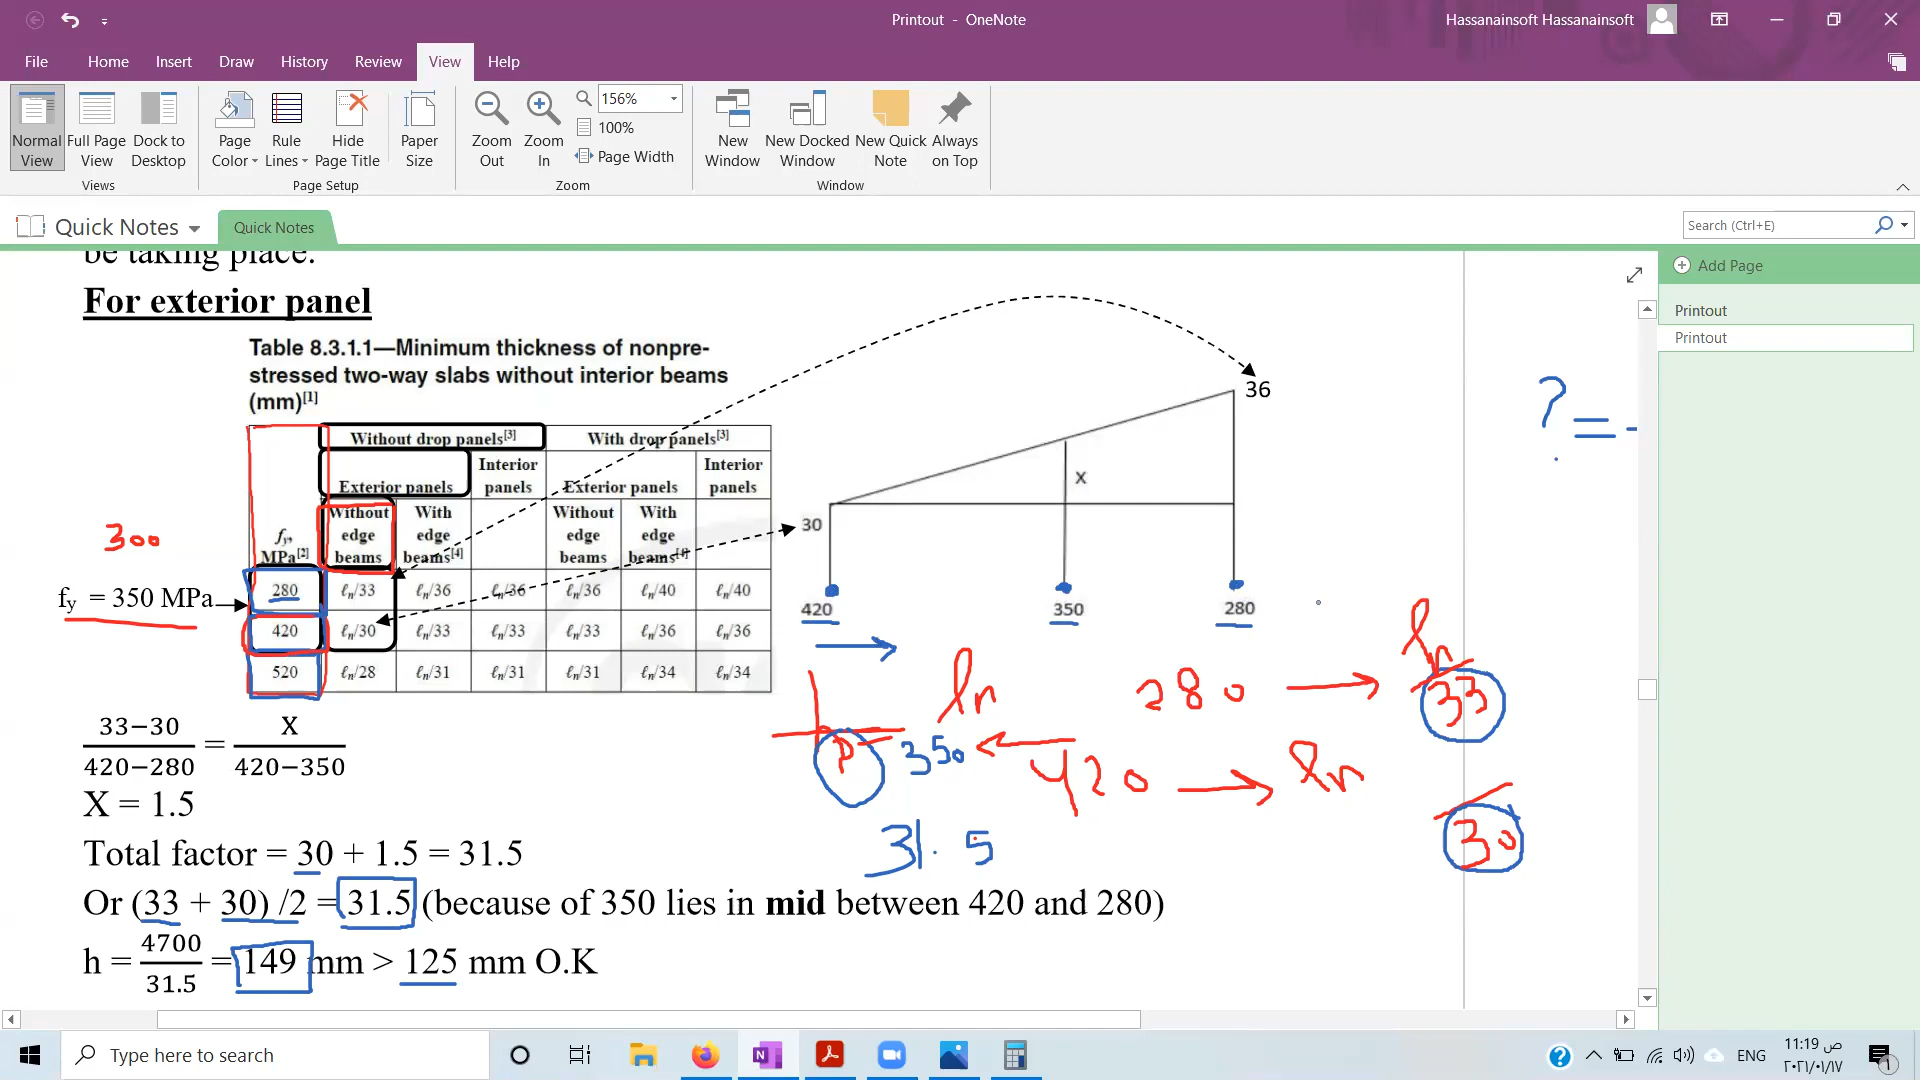 Printout - OneNote
Hassanainsoft Hassanainsoft
File Home Insert Draw History Review View Help
Normal View
Full Page View
Dock to Desktop
Views
Page Color
Rule Lines
Hide Page Title
Paper Size
Page Setup
Zoom Out
Zoom In
156%
100%
Page Width
Zoom
New Window
New Docked Window
New Quick Note
Always on Top
Window
Quick Notes
Quick Notes
Search (Ctrl+E)
Add Page
Printout
Printout
be taking place.
For exterior panel
Table 8.3.1.1—Minimum thickness of nonpre-
stressed two-way slabs without interior beams
(mm)[1]
Without drop panels[3] With drop panels[3]
Exterior panels Interior panels Exterior panels Interior panels
fy, MPa[2] Without edge beams With edge beams[4] Without edge beams With edge beams[4]
280 ℓn/33 ℓn/36 ℓn/36 ℓn/36 ℓn/40 ℓn/40
420 ℓn/30 ℓn/33 ℓn/33 ℓn/33 ℓn/36 ℓn/36
520 ℓn/28 ℓn/31 ℓn/31 ℓn/31 ℓn/34 ℓn/34
300
fy = 350 MPa
36
X
30
420 350 280
? = -
ln
280 → ln/33
? 350 ← 420 → ln/30
31.5
33−30/420−280 = X/420−350
X = 1.5
Total factor = 30 + 1.5 = 31.5
Or (33 + 30) /2 = 31.5 (because of 350 lies in mid between 420 and 280)
h = 4700/31.5 = 149 mm > 125 mm O.K
Type here to search
ENG
11:19 ص
٢٠٢١/٠١/١٧
١